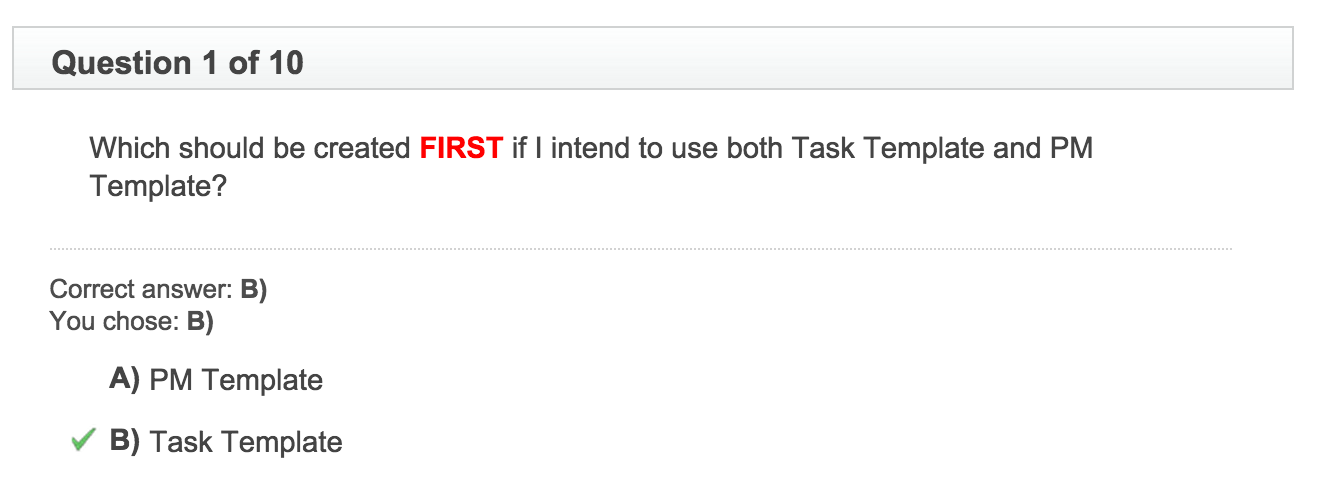 Question 1 of 10
Which should be created FIRST if I intend to use both Task Template and PM
Template?
Correct answer: B)
You chose: B)
A) PM Template
B) Task Template